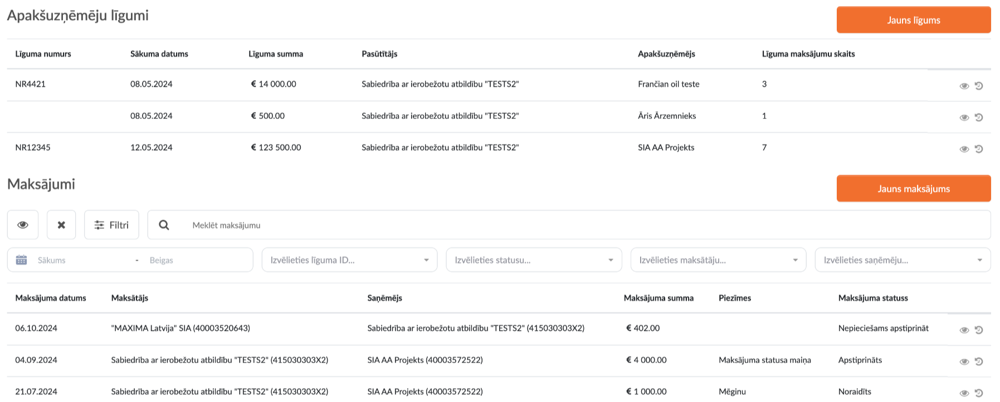 Apakšuzņēmēju līgumi
Jauns līgums
Līguma numurs Sākuma datums Līguma summa Pasūtītājs Apakšuzņēmējs Līguma maksājumu skaits
NR4421 08.05.2024 € 14 000.00 Sabiedrība ar ierobežotu atbildību "TESTS2" Frančian oil teste 3
08.05.2024 € 500.00 Sabiedrība ar ierobežotu atbildību "TESTS2" Āris Ārzemnieks 1
NR12345 12.05.2024 € 123 500.00 Sabiedrība ar ierobežotu atbildību "TESTS2" SIA AA Projekts 7
Maksājumi
Jauns maksājums
Filtri Meklēt maksājumu
Sākums - Beigas Izvēlieties līguma ID... Izvēlieties statusu... Izvēlieties maksātāju... Izvēlieties saņēmēju...
Maksājuma datums Maksātājs Saņēmējs Maksājuma summa Piezīmes Maksājuma statuss
06.10.2024 "MAXIMA Latvija" SIA (40003520643) Sabiedrība ar ierobežotu atbildību "TESTS2" (415030303X2) € 402.00 Nepieciešams apstiprināt
04.09.2024 Sabiedrība ar ierobežotu atbildību "TESTS2" (415030303X2) SIA AA Projekts (40003572522) € 4 000.00 Maksājuma statusa maiņa Apstiprināts
21.07.2024 Sabiedrība ar ierobežotu atbildību "TESTS2" (415030303X2) SIA AA Projekts (40003572522) € 1 000.00 Mēginu Noraidīts